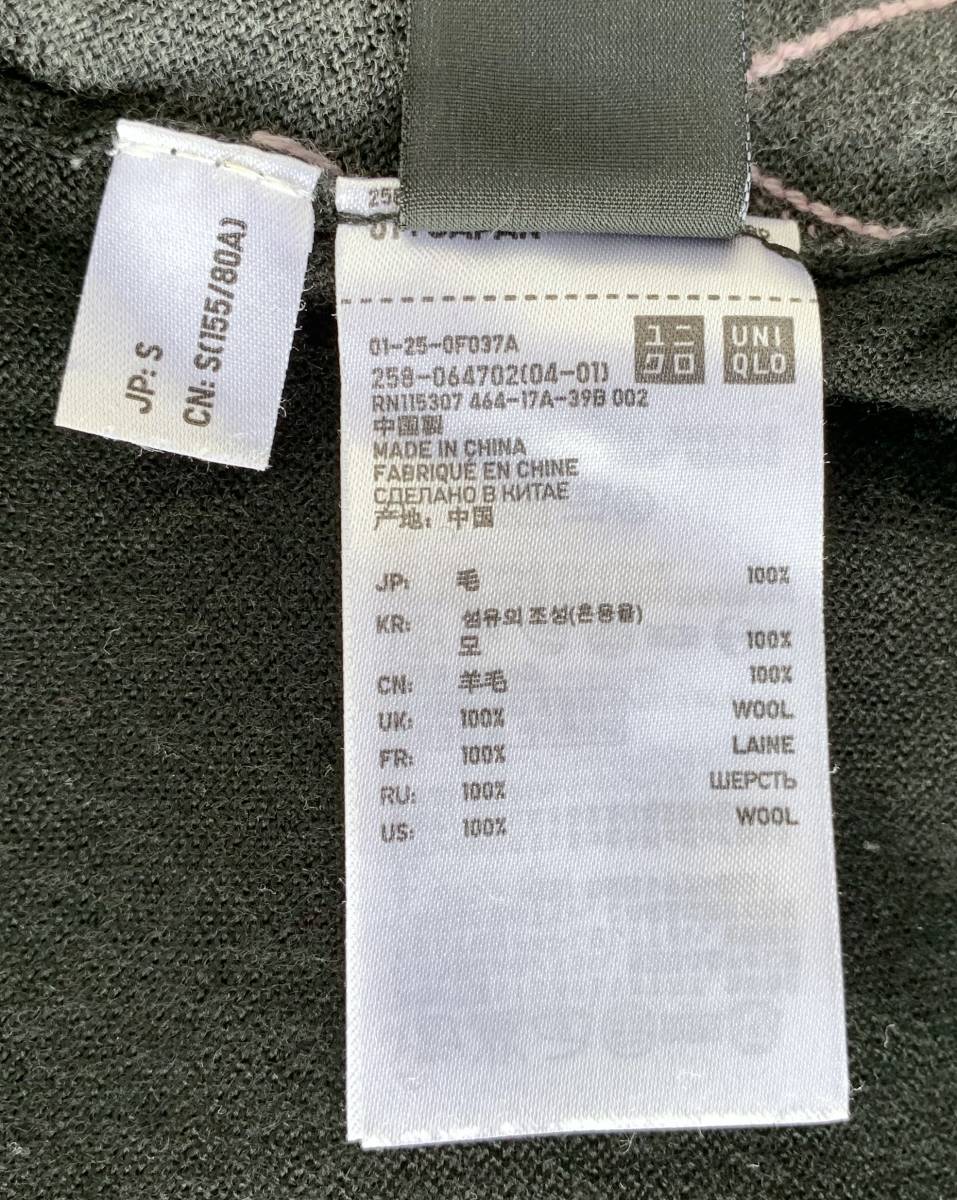 JP: S
CN: S(155/80A)
258
01-25-0F037A
ユニ
クロ
UNI
QLO
258-064702(04-01)
RN115307 464-17A-39B 002
中国製
MADE IN CHINA
FABRIQUÉ EN CHINE
СДЕЛАНО В КИТАЕ
产地：中国
JP: 毛 100%
KR: 섬유의 조성(혼용율)
모 100%
CN: 羊毛 100%
UK: 100% WOOL
FR: 100% LAINE
RU: 100% ШЕРСТЬ
US: 100% WOOL